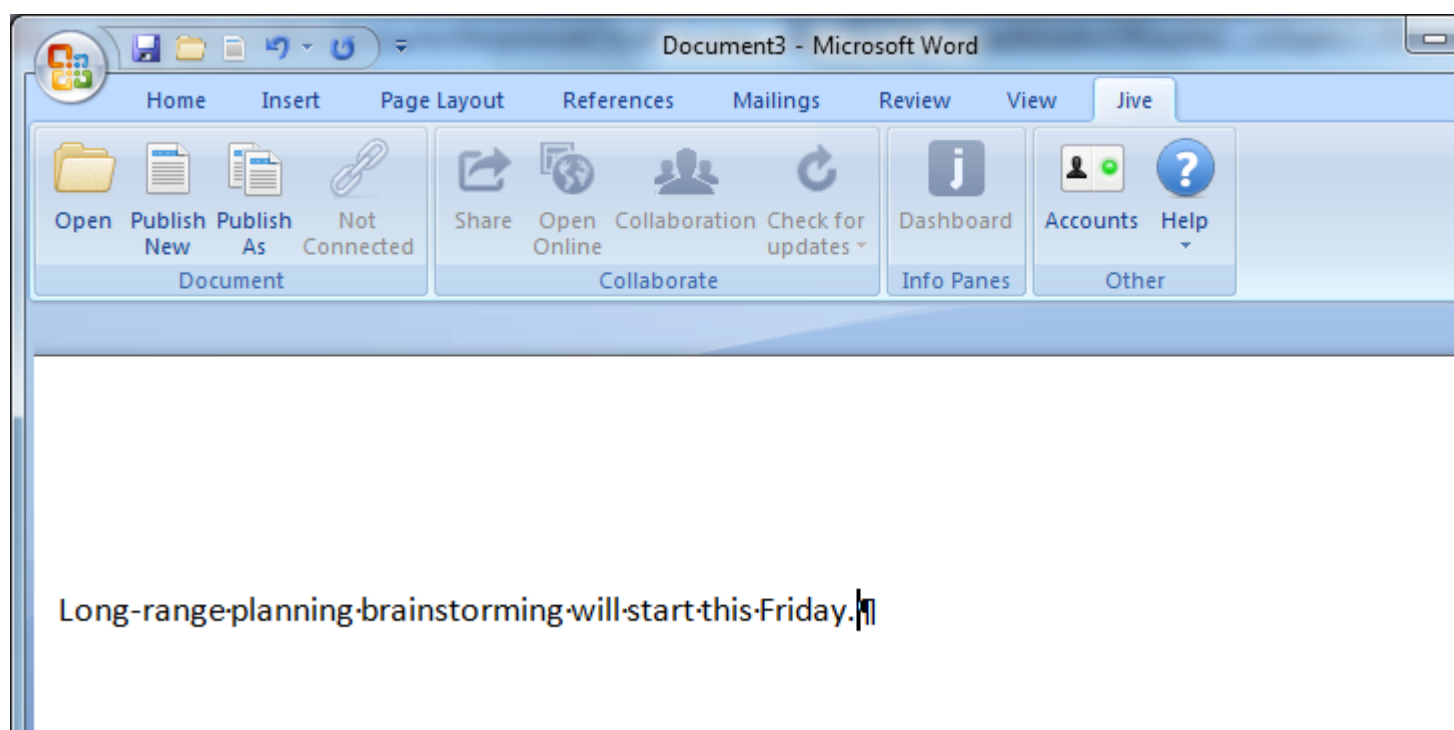 Document3 - Microsoft Word
Home Insert Page Layout References Mailings Review View Jive
Open Publish Publish Not Share Open Collaboration Check for Dashboard Accounts Help
New As Connected Online updates
Document Collaborate Info Panes Other
Long-range·planning·brainstorming·will·start·this·Friday.¶